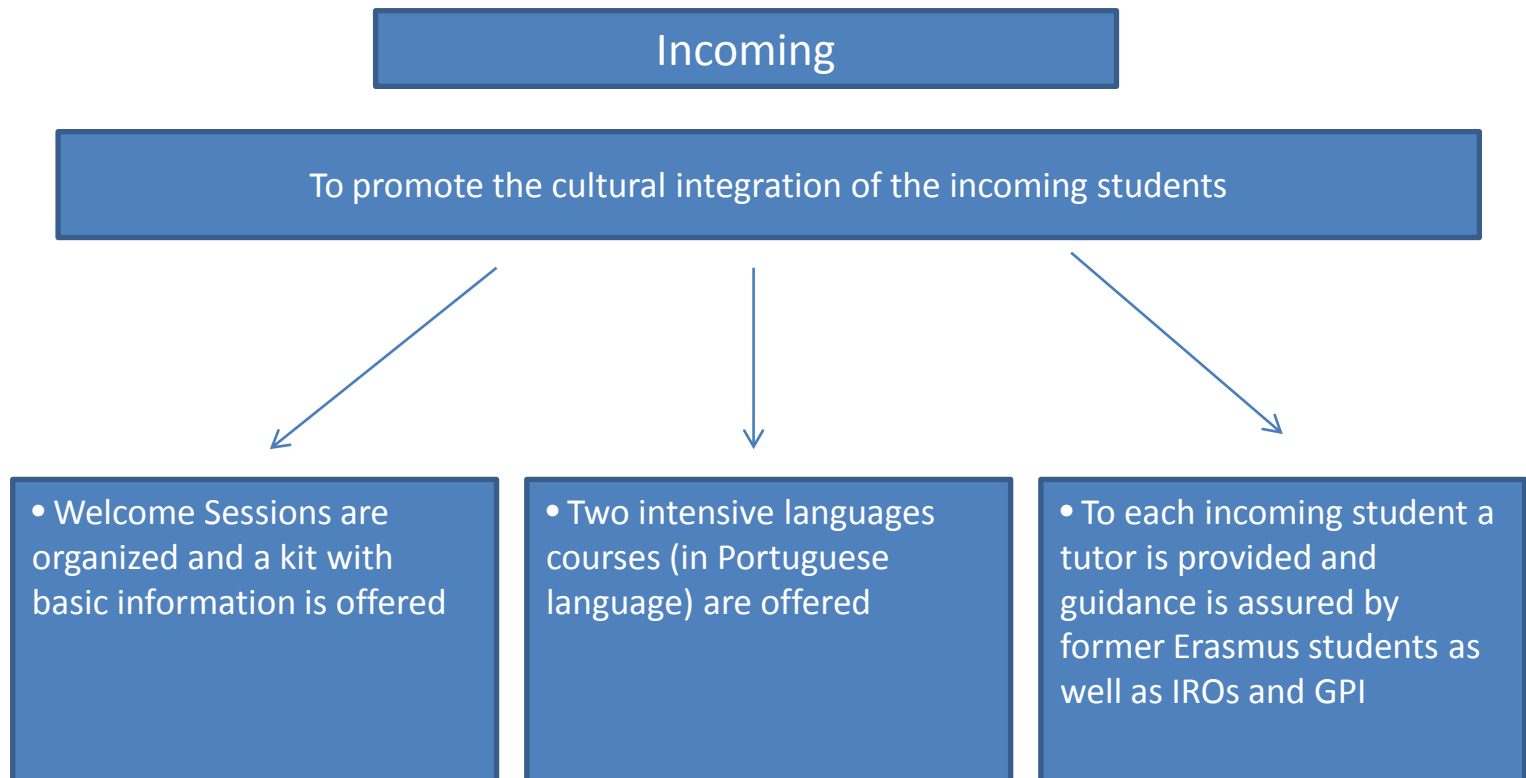 Incoming
To promote the cultural integration of the incoming students
• Welcome Sessions are
organized and a kit with
basic information is offered
• Two intensive languages
courses (in Portuguese
language) are offered
• To each incoming student a
tutor is provided and
guidance is assured by
former Erasmus students as
well as IROs and GPI